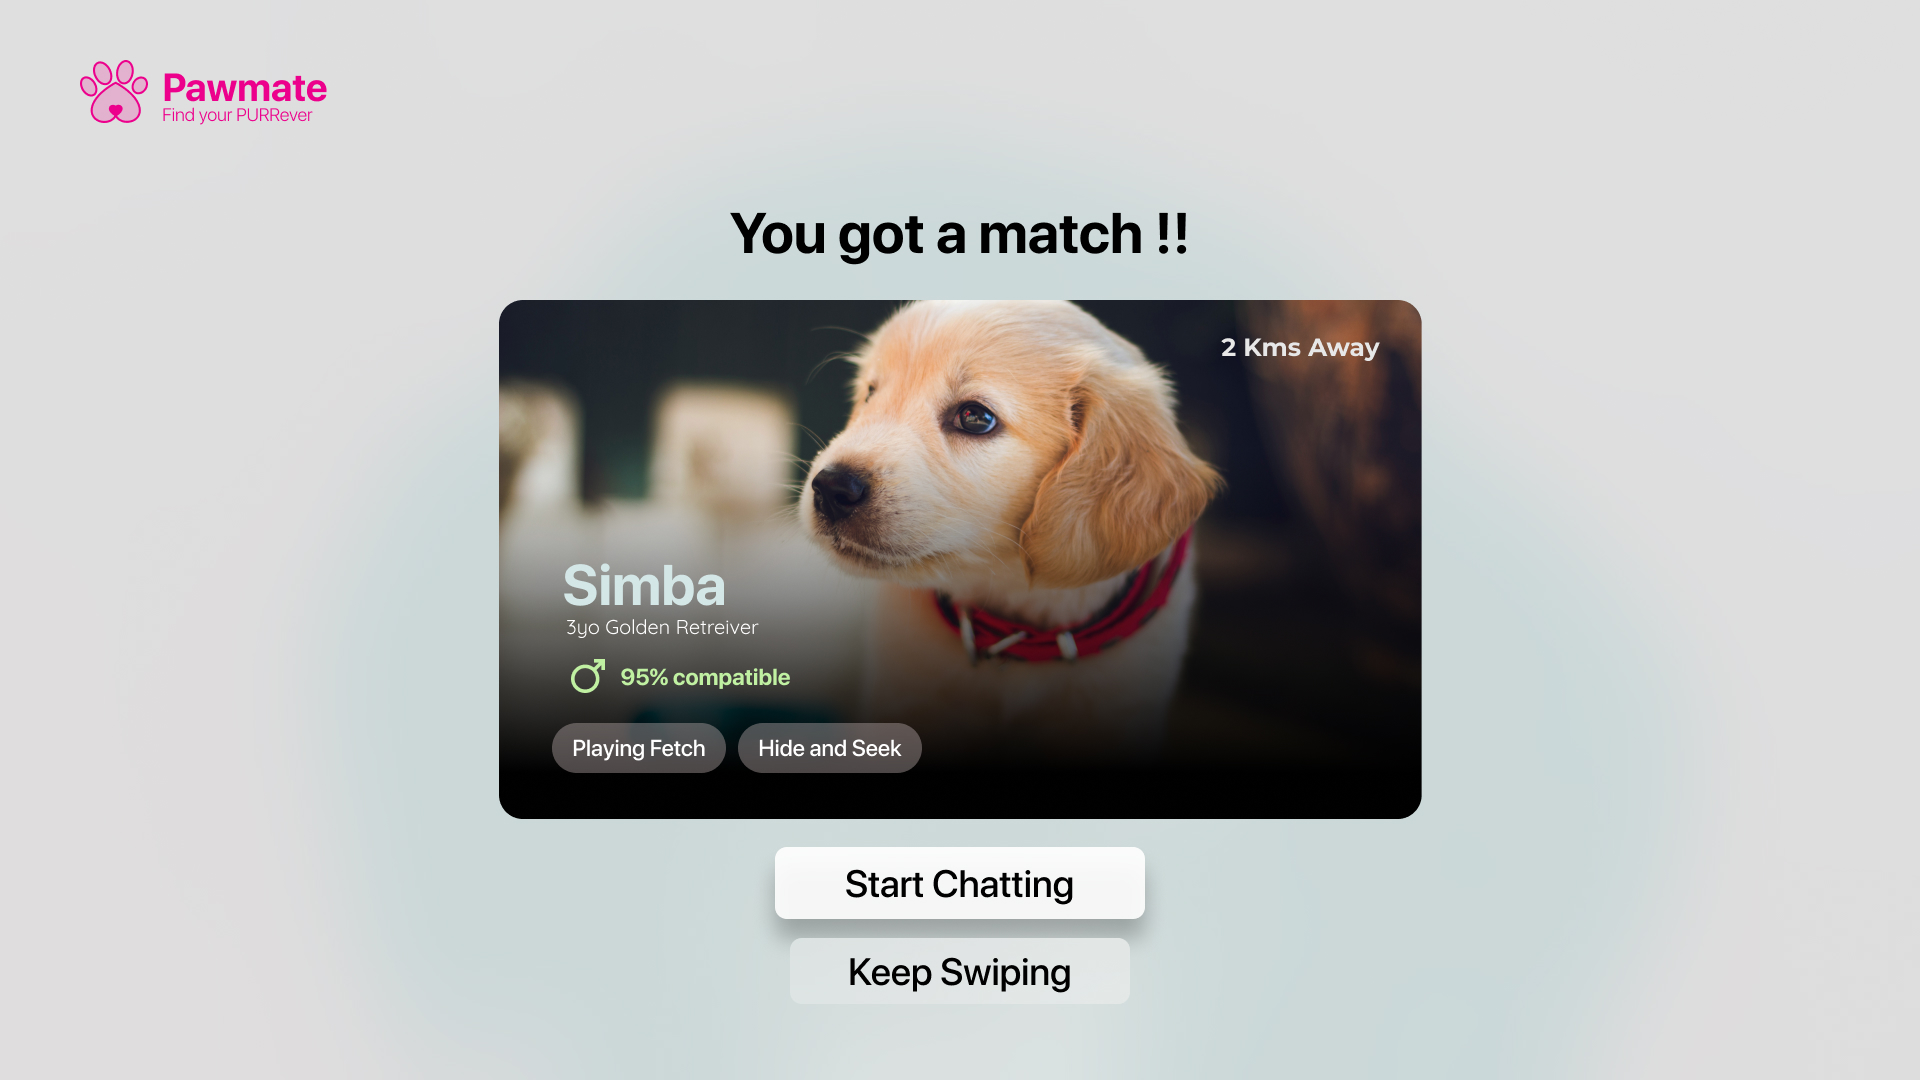 Pawmate
Find your PURRever
You got a match !!
2 Kms Away
Simba
3yo Golden Retreiver
95% compatible
Playing Fetch
Hide and Seek
Start Chatting
Keep Swiping